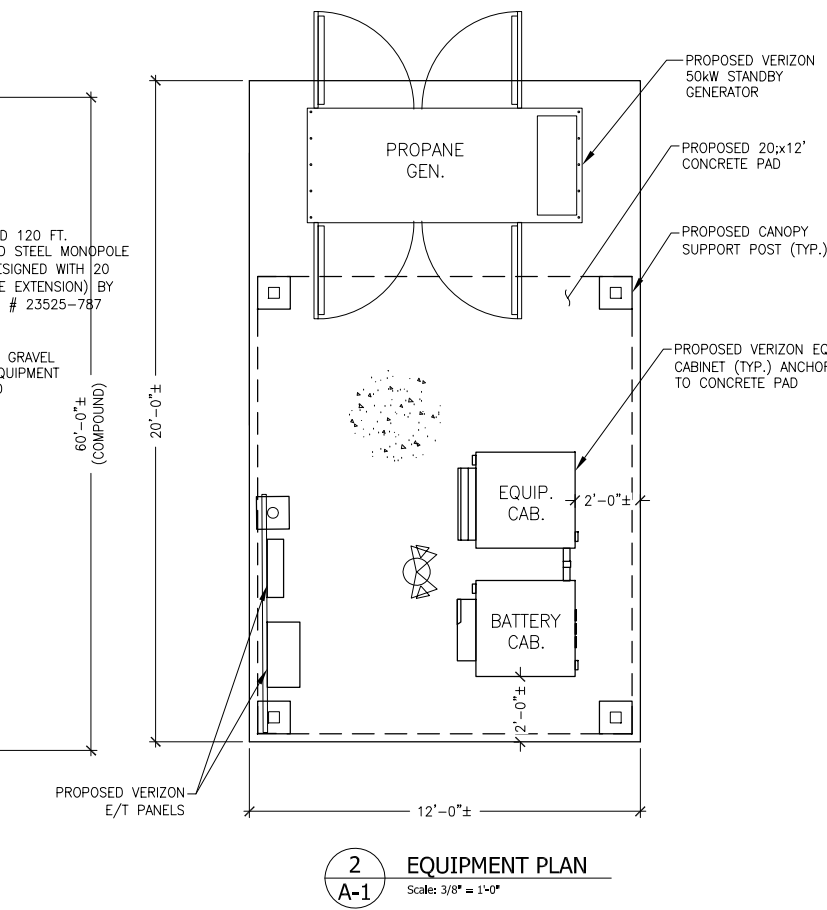 PROPOSED VERIZON
50kW STANDBY
GENERATOR
PROPANE
GEN.
PROPOSED 20;x12'
CONCRETE PAD
PROPOSED CANOPY
SUPPORT POST (TYP.)
D 120 FT.
D STEEL MONOPOLE
ESIGNED WITH 20
E EXTENSION) BY
# 23525-787
GRAVEL
QUIPMENT
D
60'-0"±
(COMPOUND)
20'-0"±
PROPOSED VERIZON EQ
CABINET (TYP.) ANCHOR
TO CONCRETE PAD
EQUIP.
CAB.
2'-0"±
BATTERY
CAB.
2'-0"±
PROPOSED VERIZON
E/T PANELS
12'-0"±
2
A-1
EQUIPMENT PLAN
Scale: 3/8" = 1'-0"